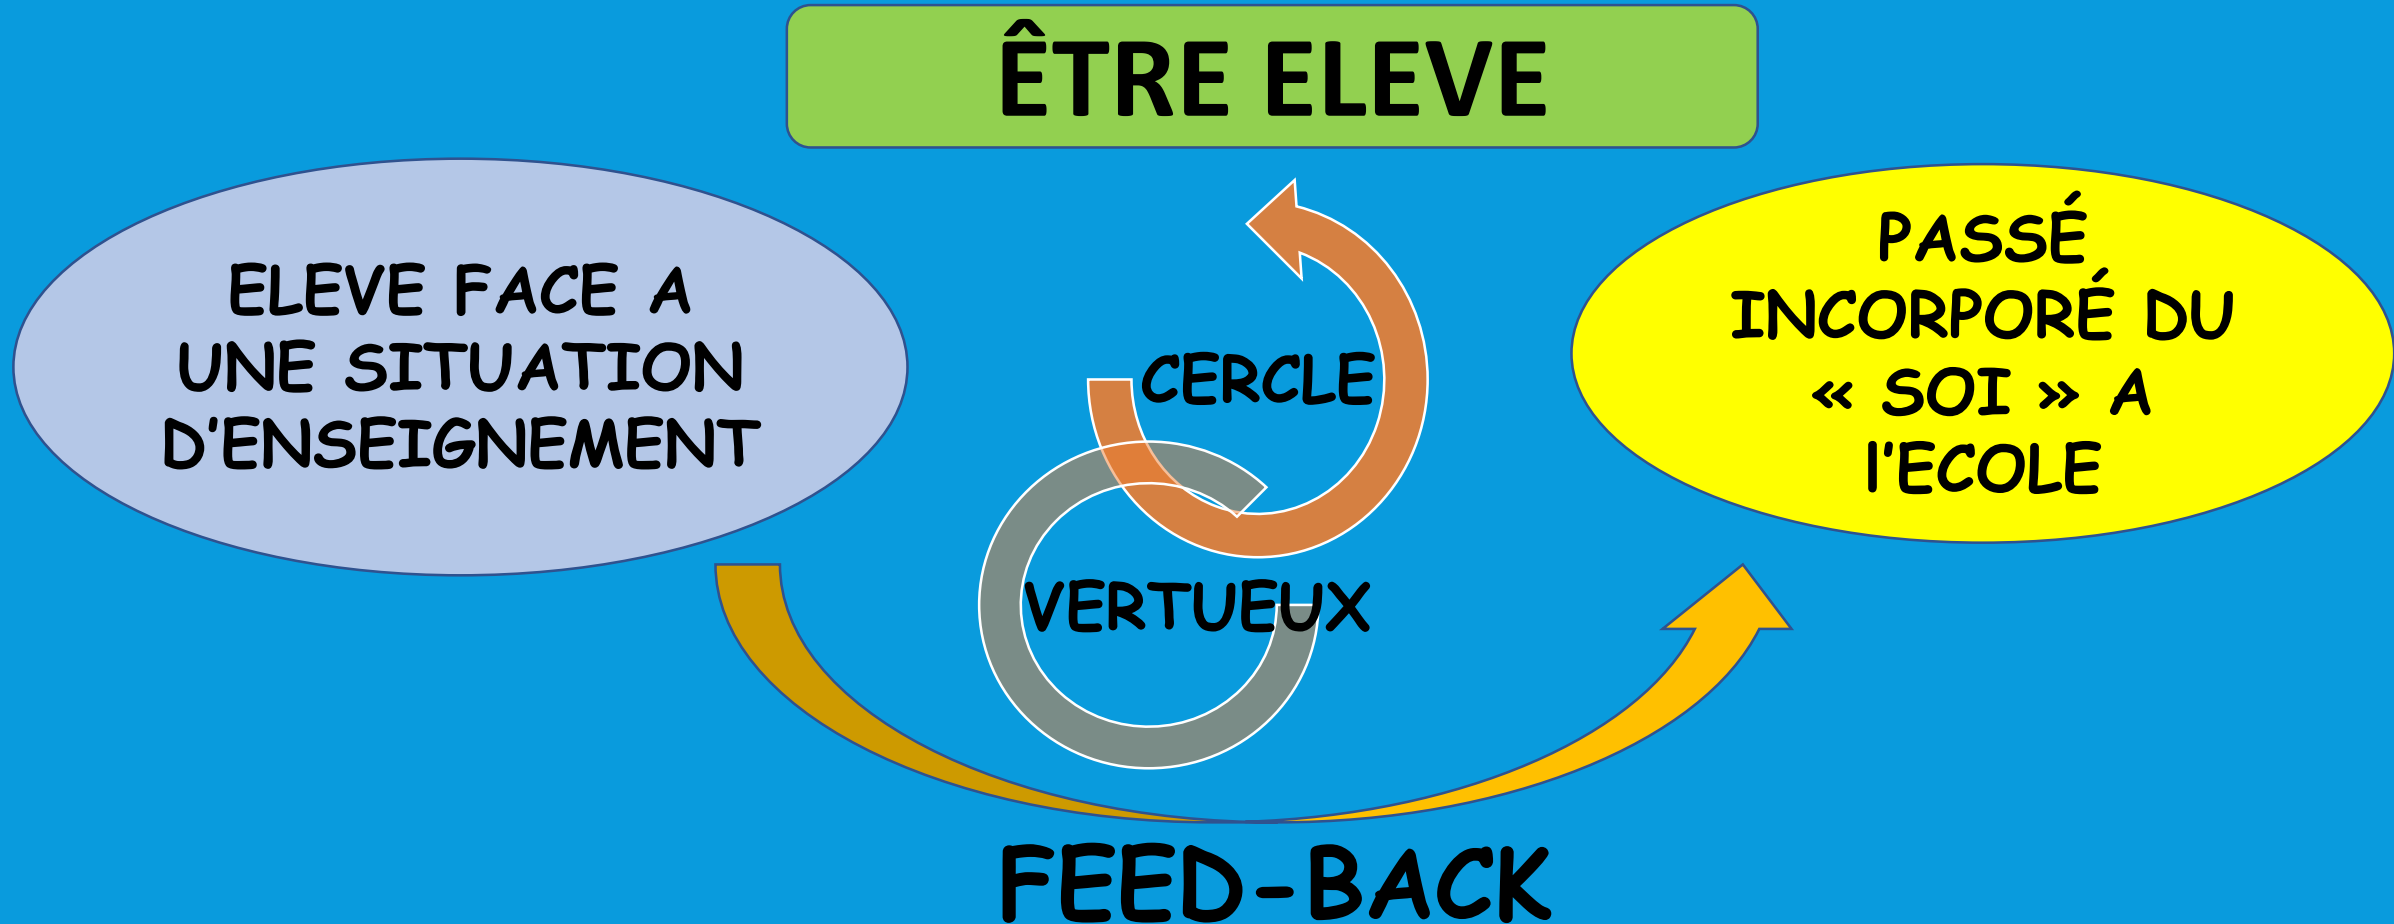 ÊTRE ELEVE
ELEVE FACE A
UNE SITUATION
D'ENSEIGNEMENT
CERCLE
VERTUEUX
PASSÉ
INCORPORÉ DU
« SOI » A
l'ECOLE
FEED-BACK